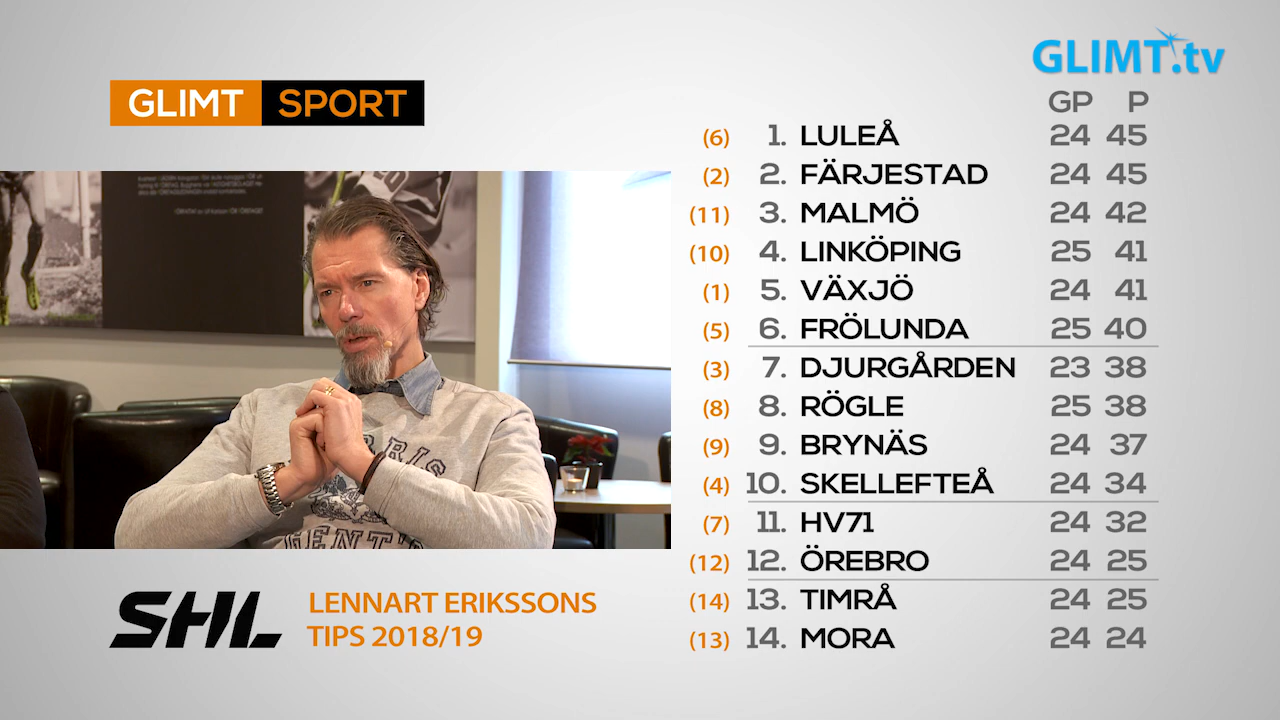 GLIMT.tv
GLIMT SPORT
GP P
(6) 1. LULEÅ 24 45
(2) 2. FÄRJESTAD 24 45
(11) 3. MALMÖ 24 42
(10) 4. LINKÖPING 25 41
(1) 5. VÄXJÖ 24 41
(5) 6. FRÖLUNDA 25 40
(3) 7. DJURGÅRDEN 23 38
(8) 8. RÖGLE 25 38
(9) 9. BRYNÄS 24 37
(4) 10. SKELLEFTEÅ 24 34
(7) 11. HV71 24 32
(12) 12. ÖREBRO 24 25
(14) 13. TIMRÅ 24 25
(13) 14. MORA 24 24
SHL
LENNART ERIKSSONS
TIPS 2018/19